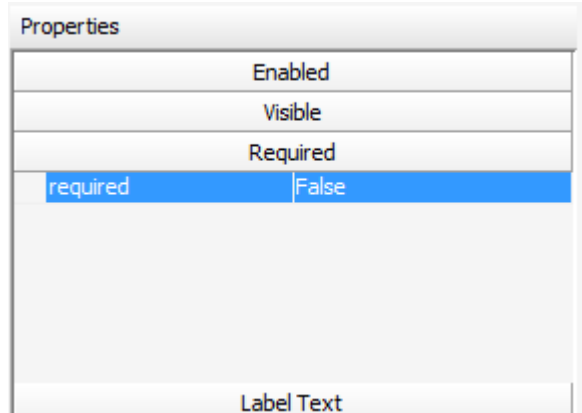 Properties
Enabled
Visible
Required
required False
Label Text